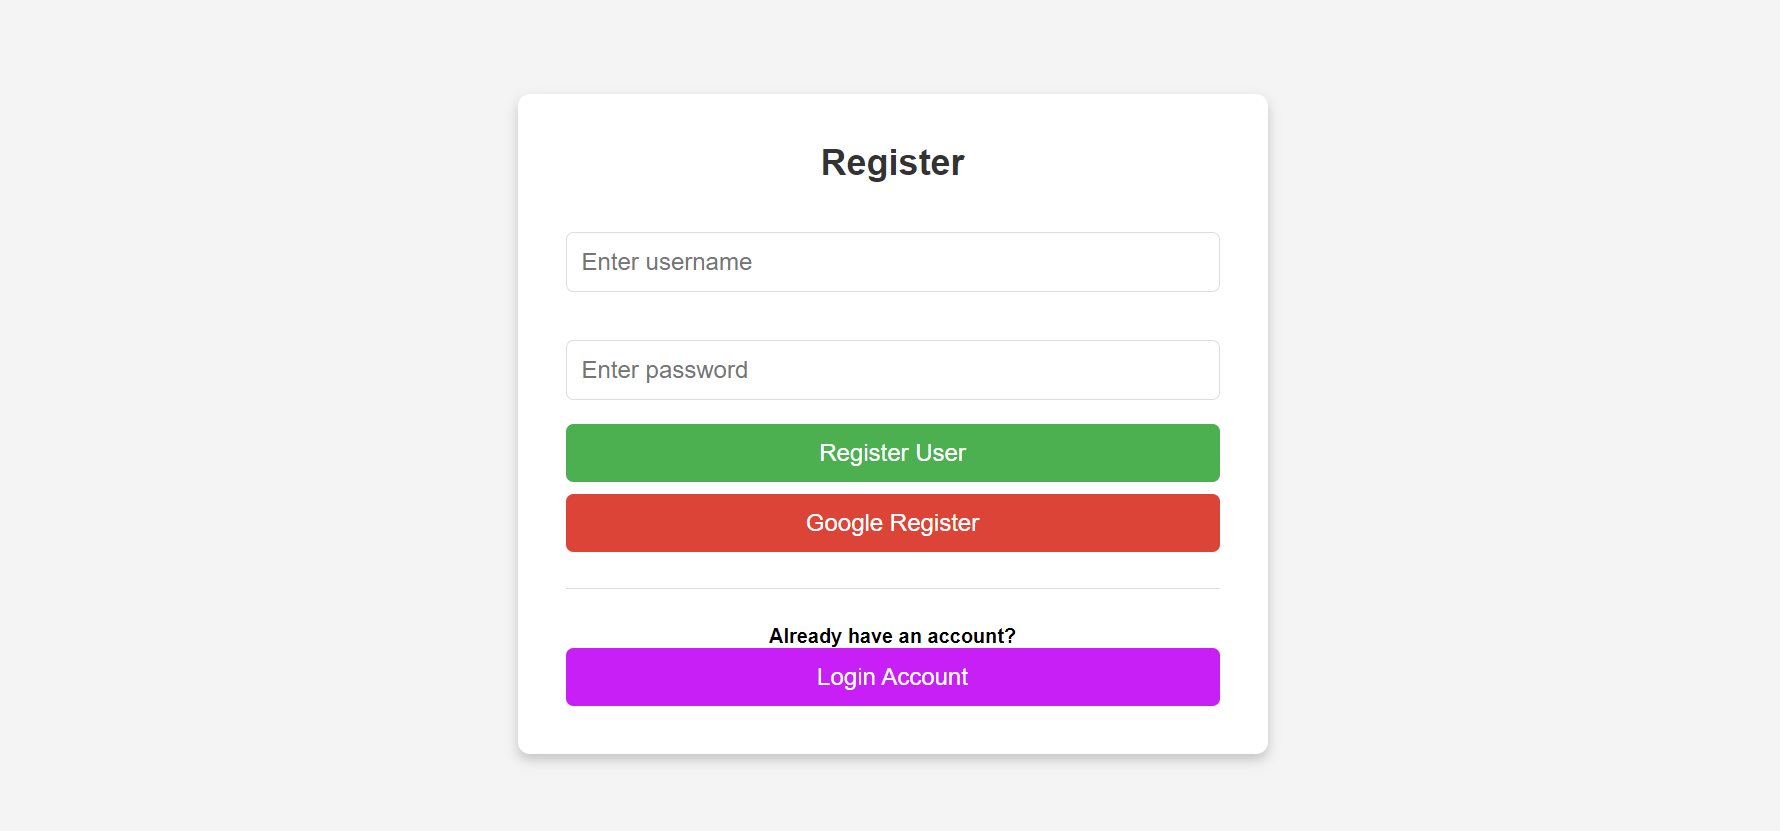 Register
Enter username
Enter password
Register User
Google Register
Already have an account?
Login Account